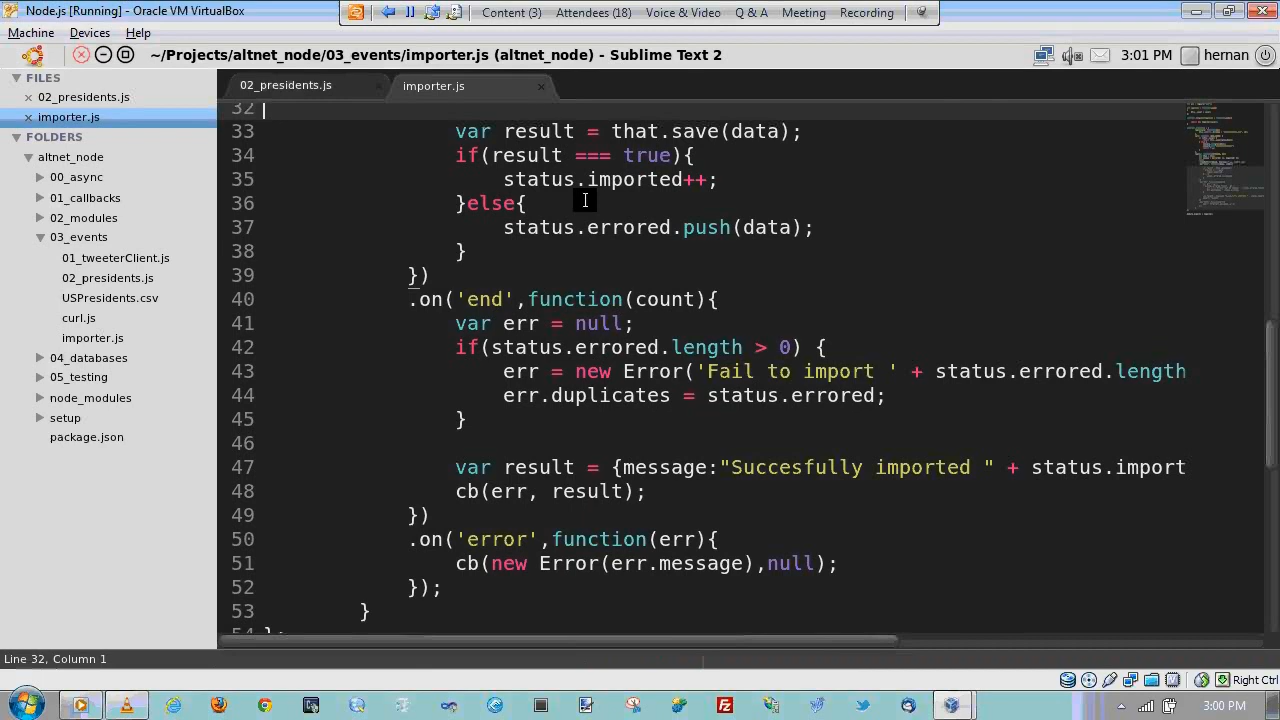 Node.js [Running] - Oracle VM VirtualBox
Content (3) Attendees (18) Voice & Video Q & A Meeting Recording
Machine Devices Help
~/Projects/altnet_node/03_events/importer.js (altnet_node) - Sublime Text 2
3:01 PM hernan
FILES
02_presidents.js
importer.js
FOLDERS
altnet_node
00_async
01_callbacks
02_modules
03_events
01_tweeterClient.js
02_presidents.js
USPresidents.csv
curl.js
importer.js
04_databases
05_testing
node_modules
setup
package.json
02_presidents.js × importer.js ×
32
33 var result = that.save(data);
34 if(result === true){
35 status.imported++;
36 }else{
37 status.errored.push(data);
38 }
39 })
40 .on('end',function(count){
41 var err = null;
42 if(status.errored.length > 0) {
43 err = new Error('Fail to import ' + status.errored.length
44 err.duplicates = status.errored;
45 }
46
47 var result = {message:"Succesfully imported " + status.import
48 cb(err, result);
49 })
50 .on('error',function(err){
51 cb(new Error(err.message),null);
52 });
53 }
54 };
Line 32, Column 1
Right Ctrl
3:00 PM